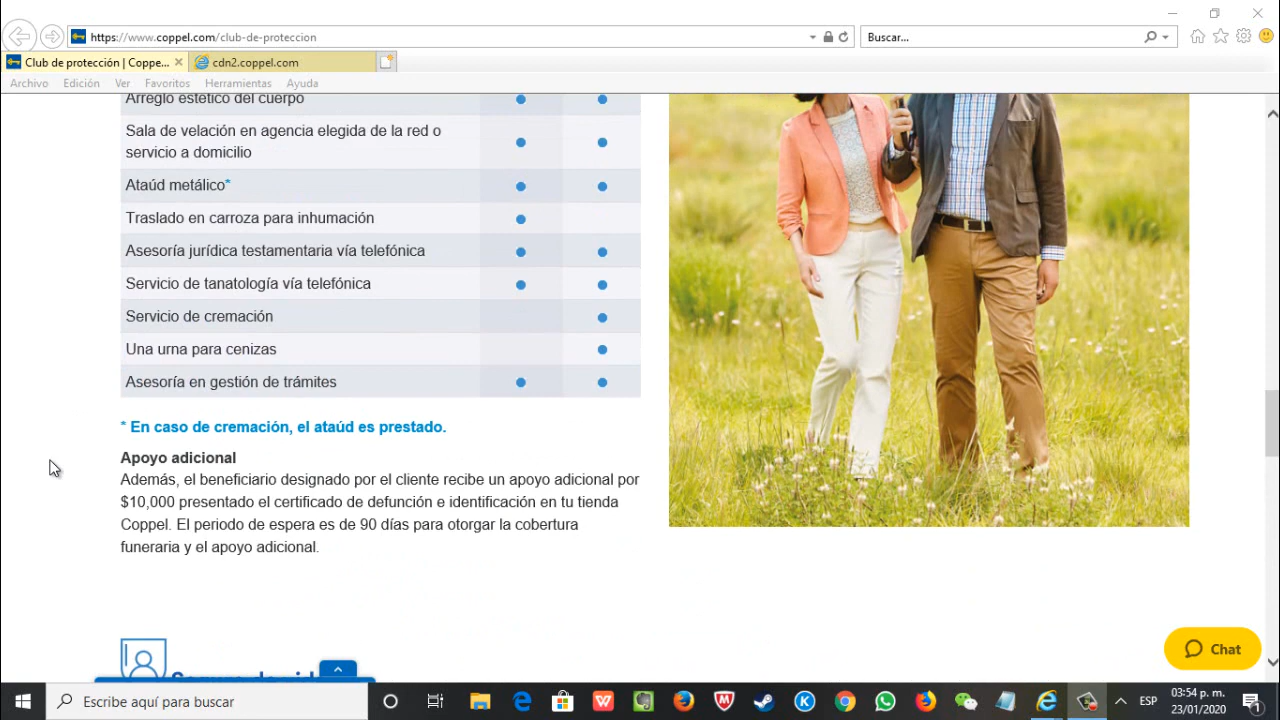 https://www.coppel.com/club-de-proteccion
Buscar...
Club de protección | Coppe...
cdn2.coppel.com
Archivo Edición Ver Favoritos Herramientas Ayuda
Arreglo estético del cuerpo
Sala de velación en agencia elegida de la red o
servicio a domicilio
Ataúd metálico*
Traslado en carroza para inhumación
Asesoría jurídica testamentaria vía telefónica
Servicio de tanatología vía telefónica
Servicio de cremación
Una urna para cenizas
Asesoría en gestión de trámites
* En caso de cremación, el ataúd es prestado.
Apoyo adicional
Además, el beneficiario designado por el cliente recibe un apoyo adicional por
$10,000 presentado el certificado de defunción e identificación en tu tienda
Coppel. El periodo de espera es de 90 días para otorgar la cobertura
funeraria y el apoyo adicional.
Chat
Escribe aquí para buscar
ESP
03:54 p. m.
23/01/2020
1